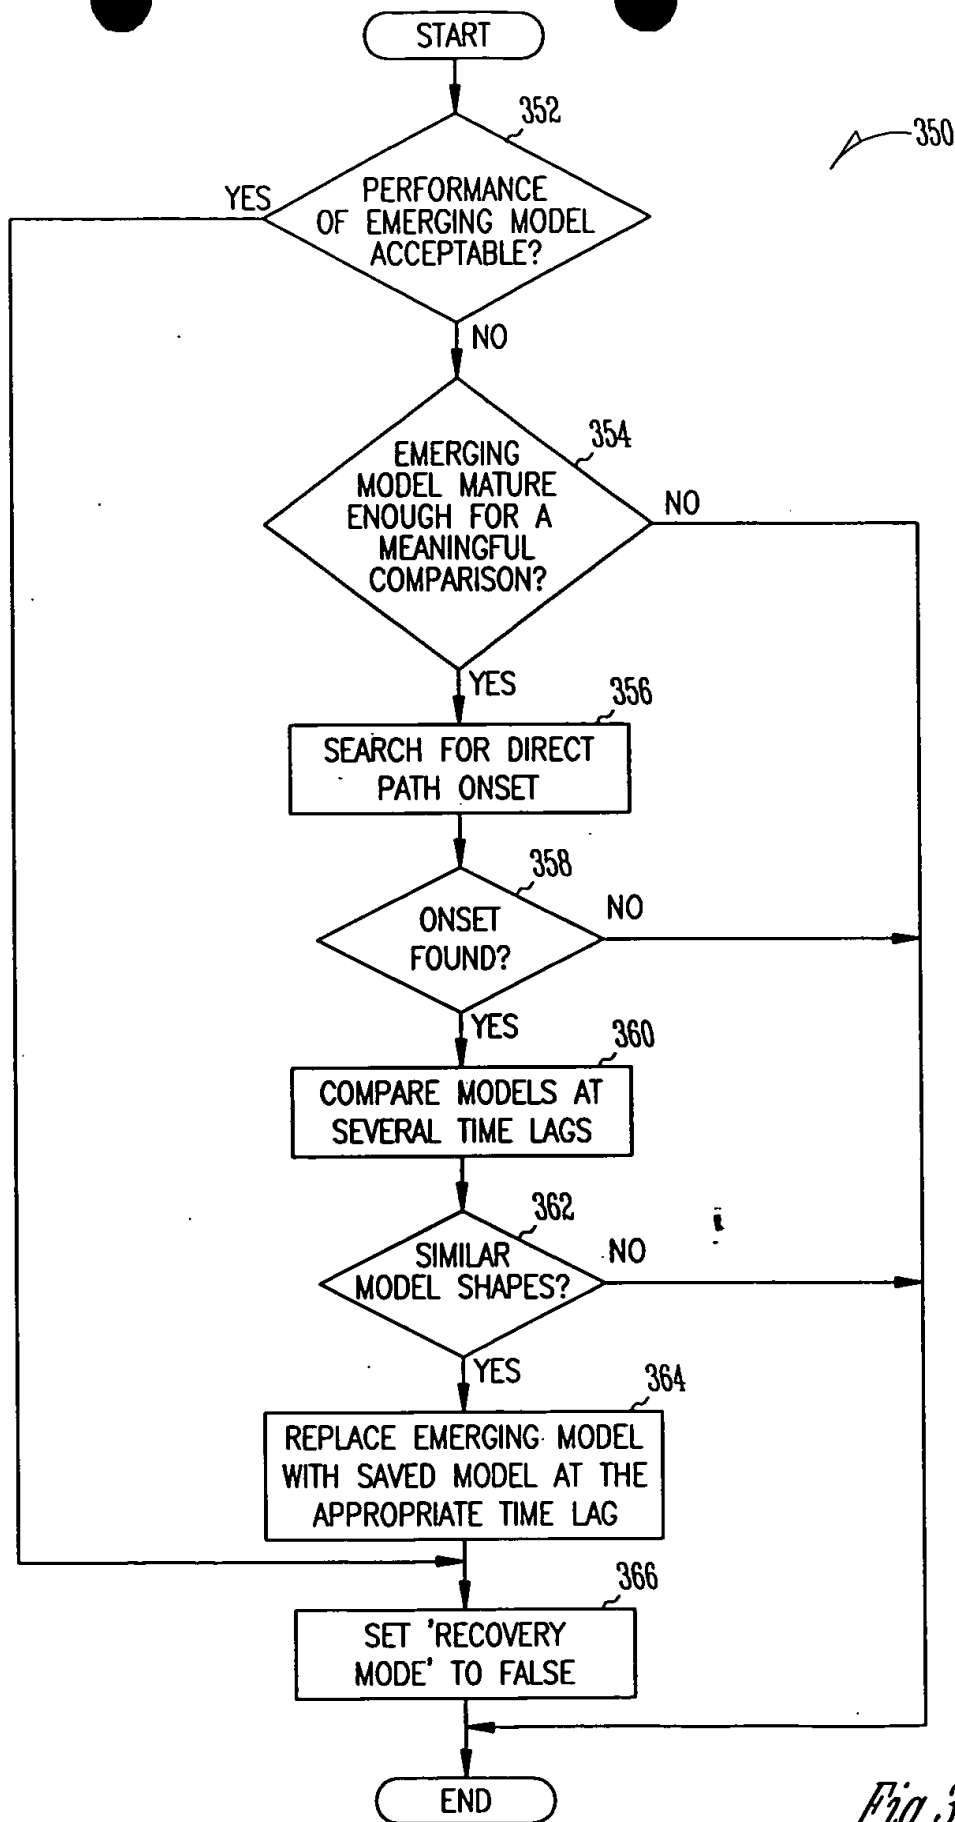 START
352
350
YES
PERFORMANCE
OF EMERGING MODEL
ACCEPTABLE?
NO
354
EMERGING
MODEL MATURE
ENOUGH FOR A
MEANINGFUL
COMPARISON?
NO
YES
356
SEARCH FOR DIRECT
PATH ONSET
358
ONSET
FOUND?
NO
YES
360
COMPARE MODELS AT
SEVERAL TIME LAGS
362
SIMILAR
MODEL SHAPES?
NO
YES
364
REPLACE EMERGING MODEL
WITH SAVED MODEL AT THE
APPROPRIATE TIME LAG
366
SET 'RECOVERY
MODE' TO FALSE
END
Fig.3